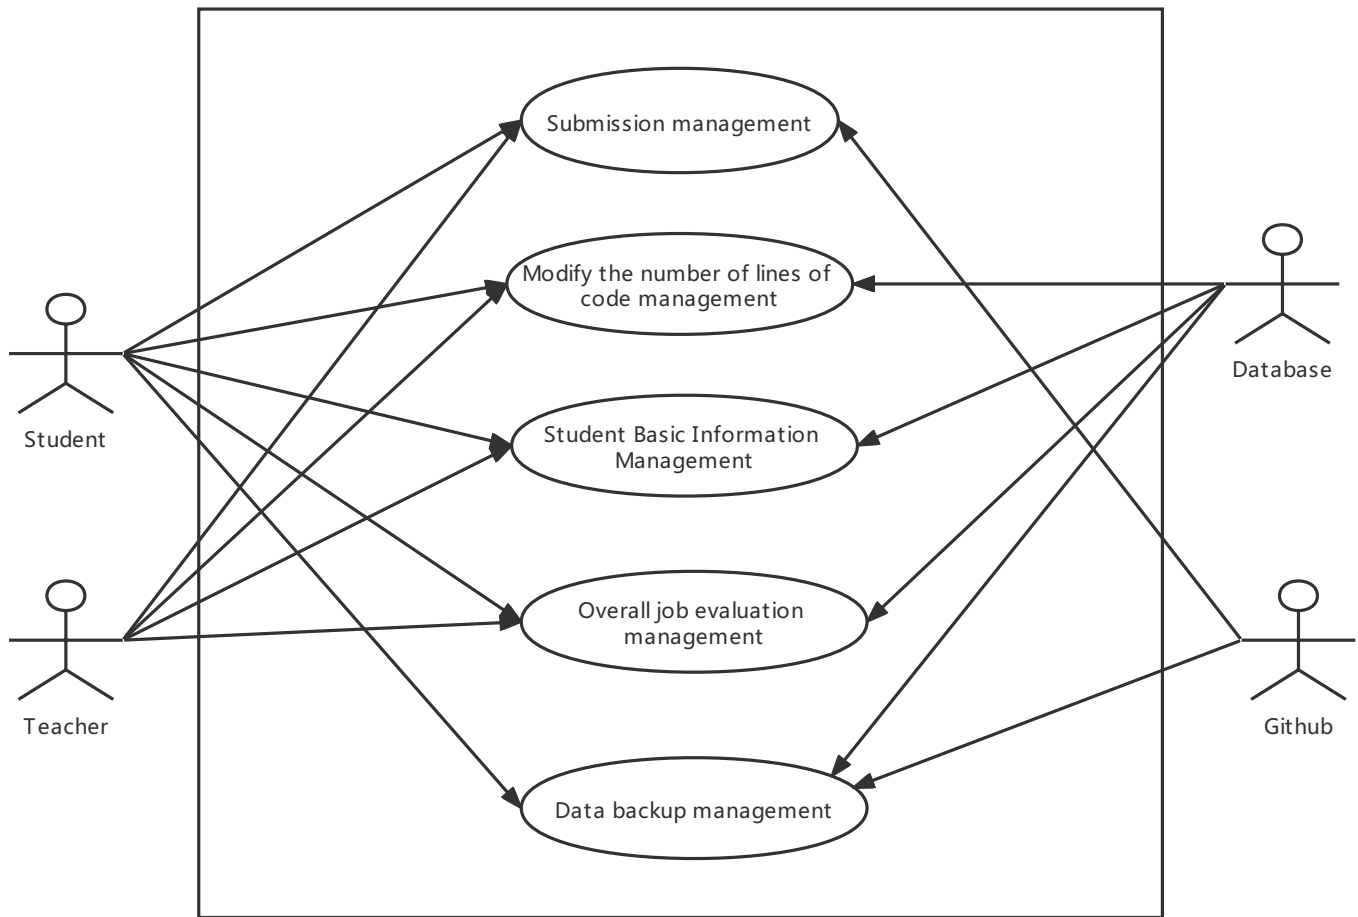 Submission management
Modify the number of lines of
code management
Database
Student
Student Basic Information
Management
Overall job evaluation
management
Teacher
Github
Data backup management